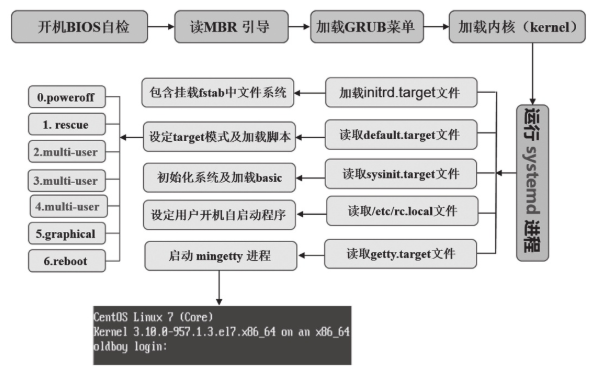 开机BIOS自检
读MBR 引导
加载GRUB菜单
加载内核（kernel）
运行 systemd 进程
加载initrd.target文件
包含挂载fstab中文件系统
读取default.target文件
设定target模式及加载脚本
0.poweroff
1. rescue
2.multi-user
3.multi-user
4.multi-user
5.graphical
6.reboot
读取sysinit.target文件
初始化系统及加载basic
读取/etc/rc.local文件
设定用户开机自启动程序
读取getty.target文件
启动 mingetty 进程
CentOS Linux 7 (Core)
Kernel 3.10.0-957.1.3.el7.x86_64 on an x86_64
oldboy login: